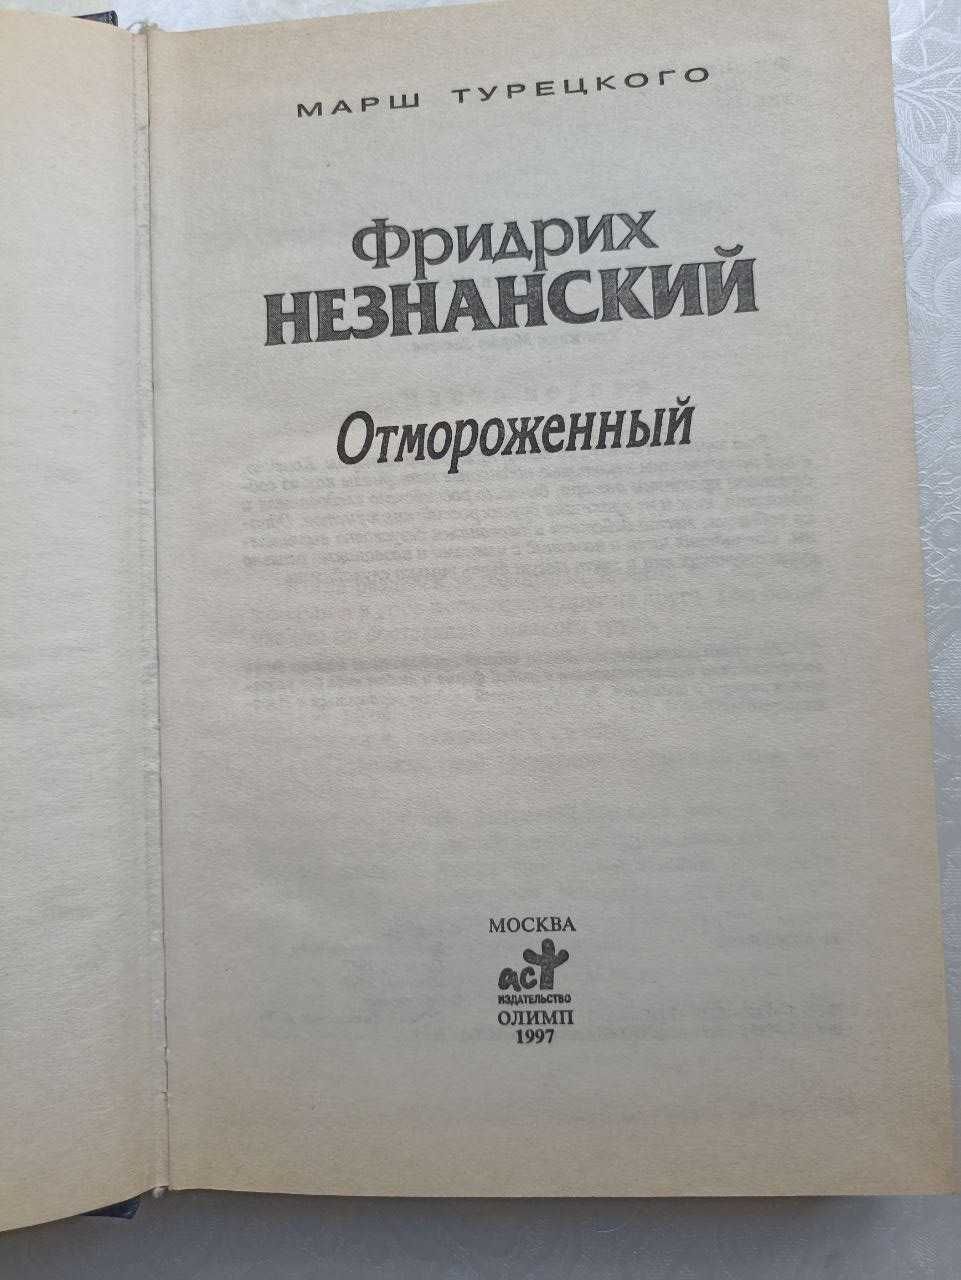 МАРШ ТУРЕЦКОГО
Фридрих
НЕЗНАНСКИЙ
Отмороженный
МОСКВА
аст
ИЗДАТЕЛЬСТВО
ОЛИМП
1997